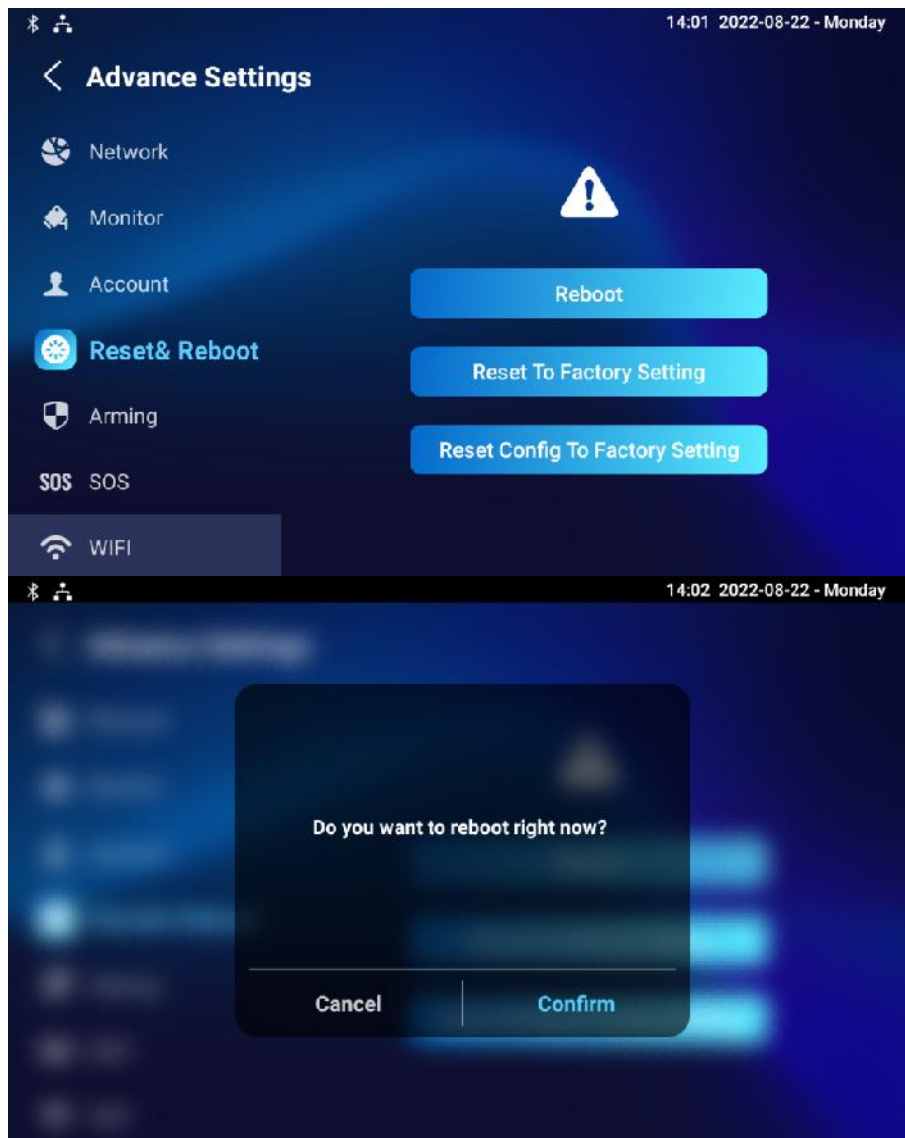 14:01 2022-08-22 - Monday
Advance Settings
Network
Monitor
Account
Reset& Reboot
Arming
SOS SOS
WIFI
Reboot
Reset To Factory Setting
Reset Config To Factory Setting
14:02 2022-08-22 - Monday
Do you want to reboot right now?
Cancel
Confirm